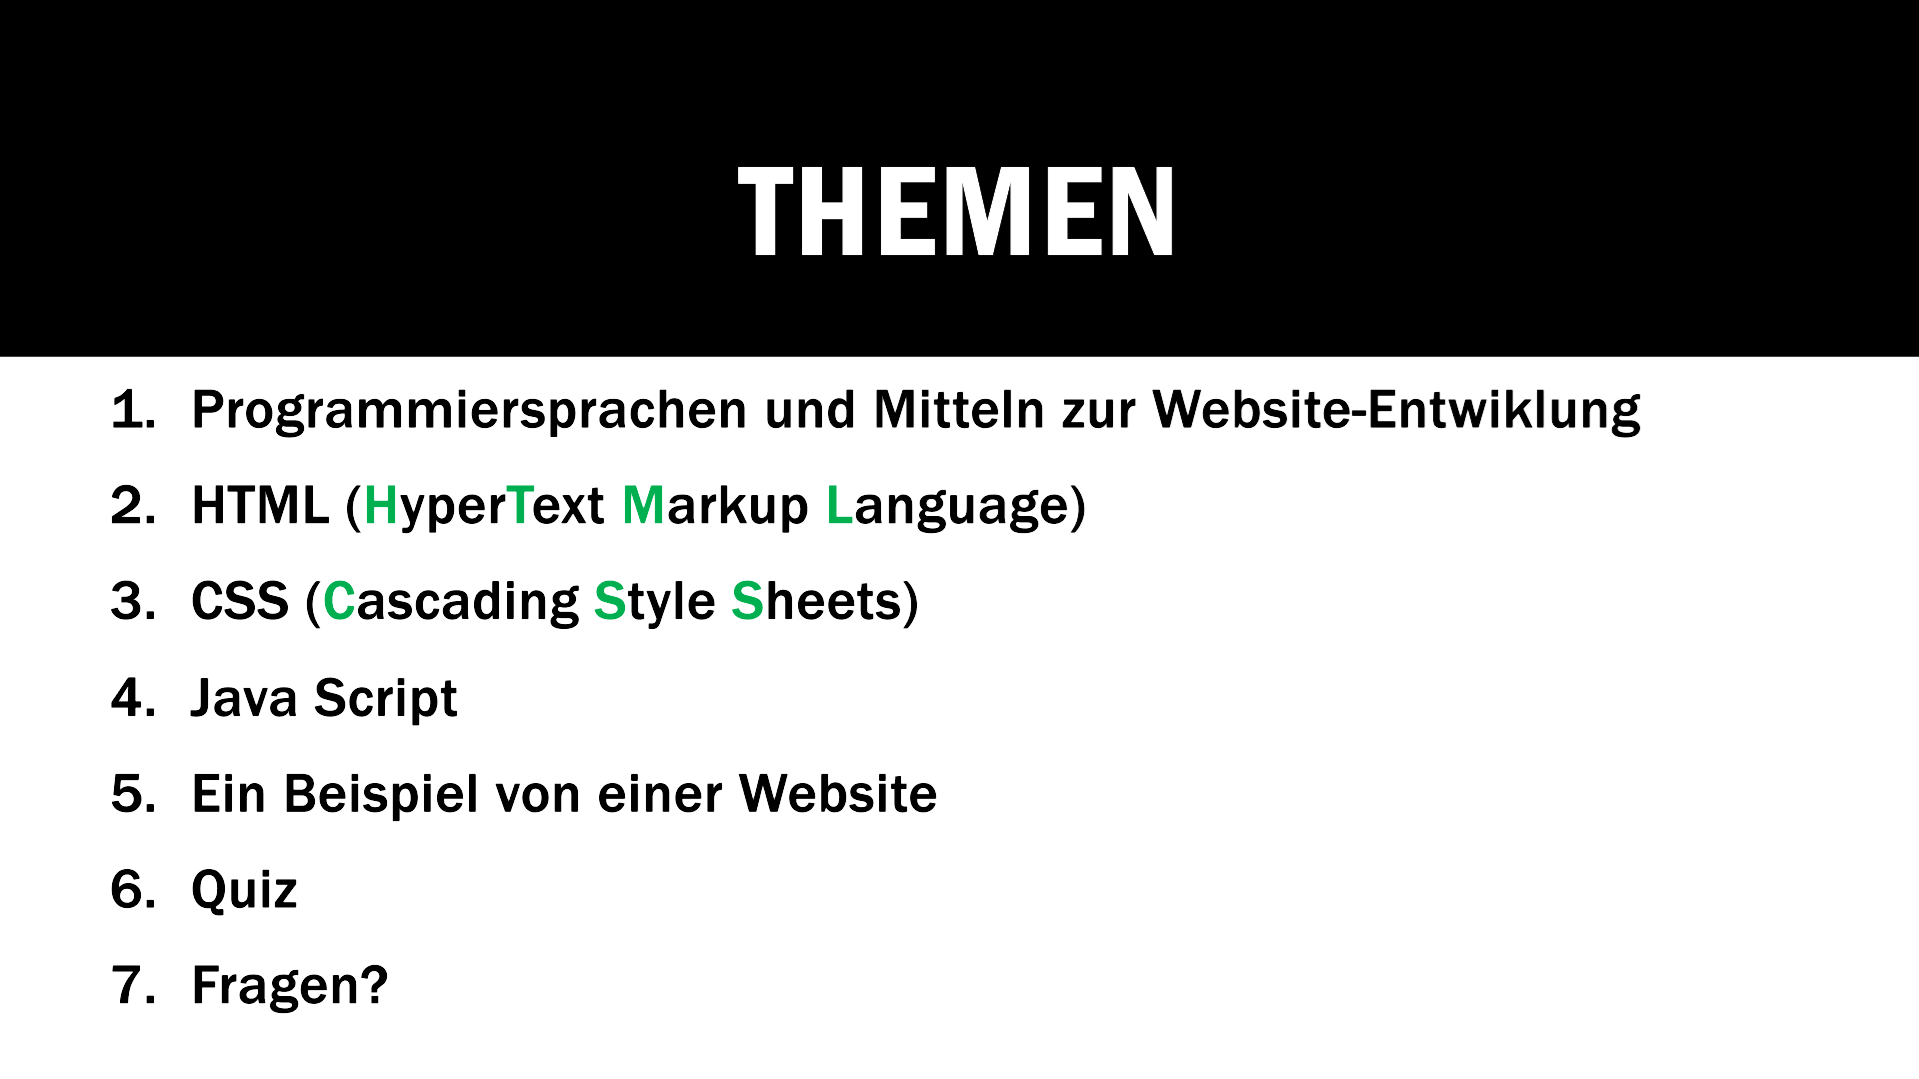 THEMEN
1. Programmiersprachen und Mitteln zur Website-Entwiklung
2. HTML (HyperText Markup Language)
3. CSS (Cascading Style Sheets)
4. Java Script
5. Ein Beispiel von einer Website
6. Quiz
7. Fragen?